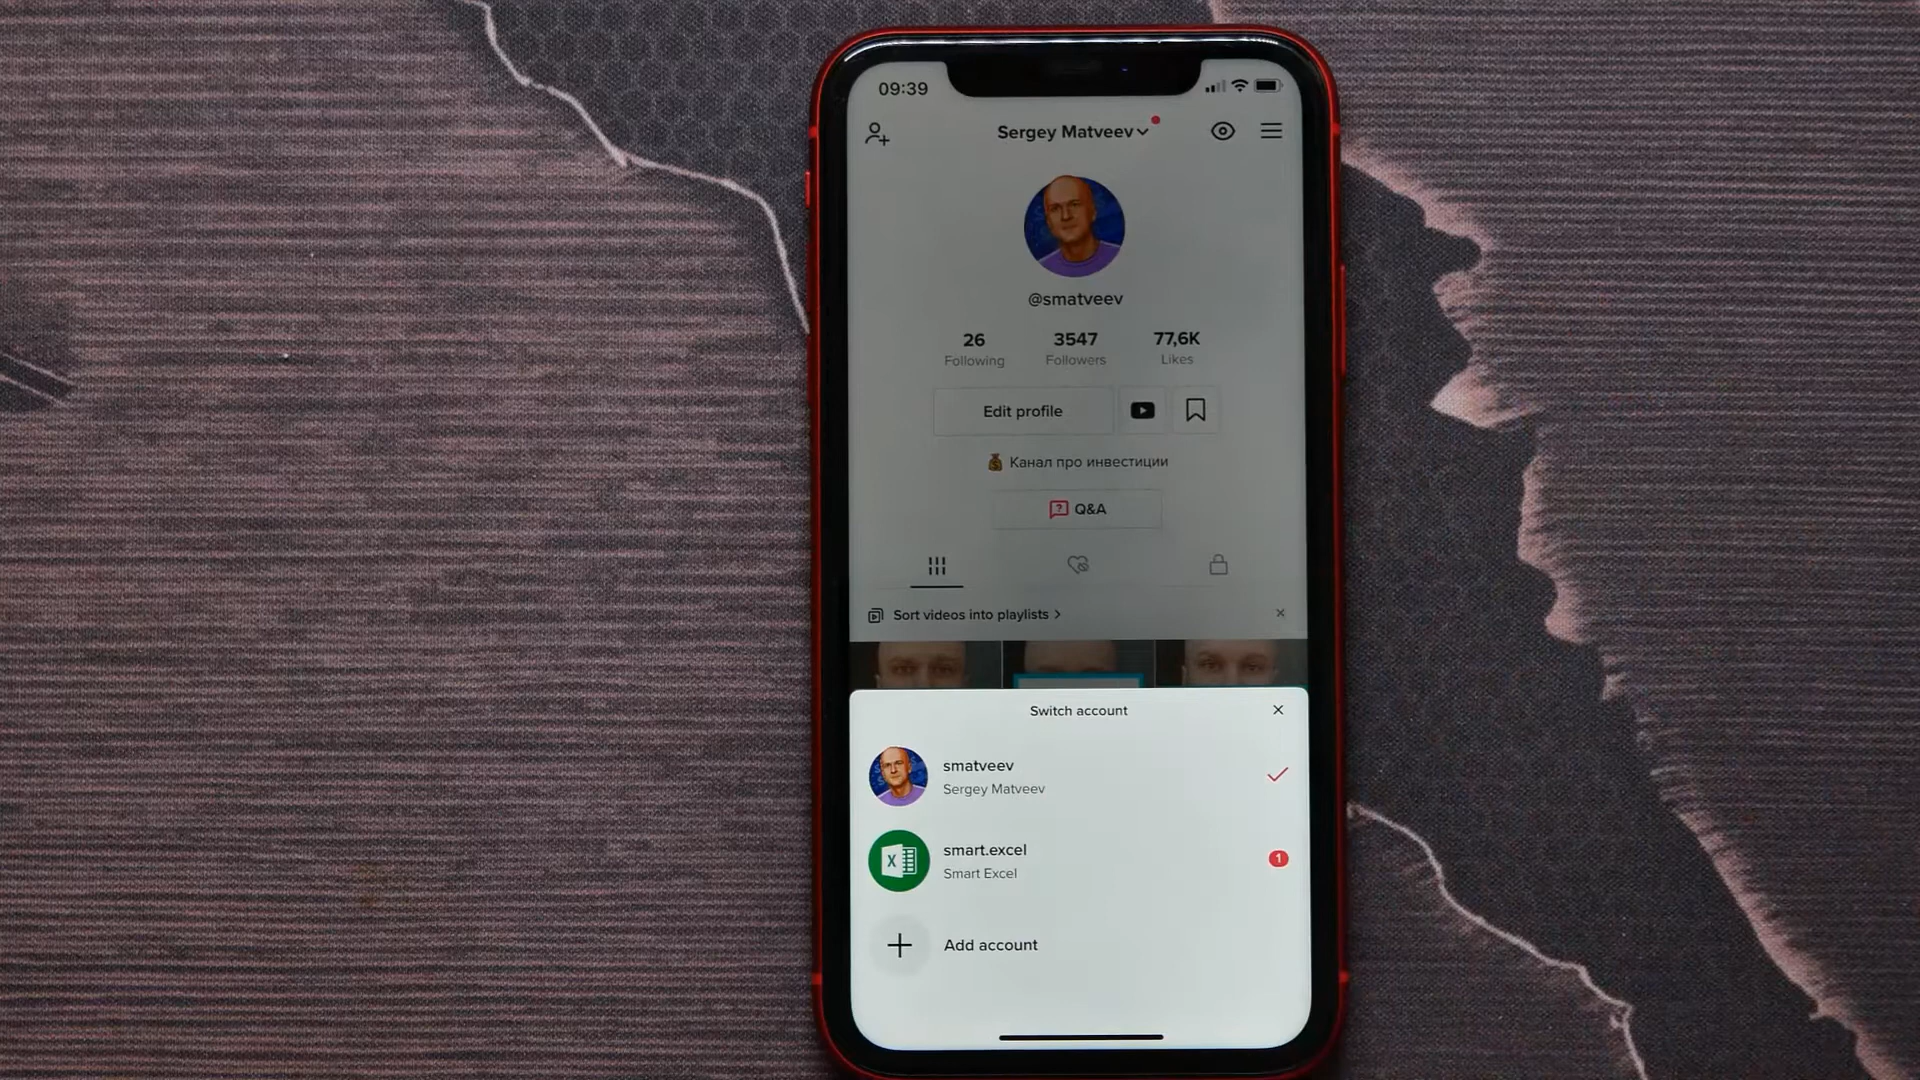 09:39
Sergey Matveev
@smatveev
26 3547 77,6K
Following Followers Likes
Edit profile
Канал про инвестиции
Q&A
Sort videos into playlists >
Switch account
smatveev
Sergey Matveev
X
smart.excel
1
Smart Excel
Add account